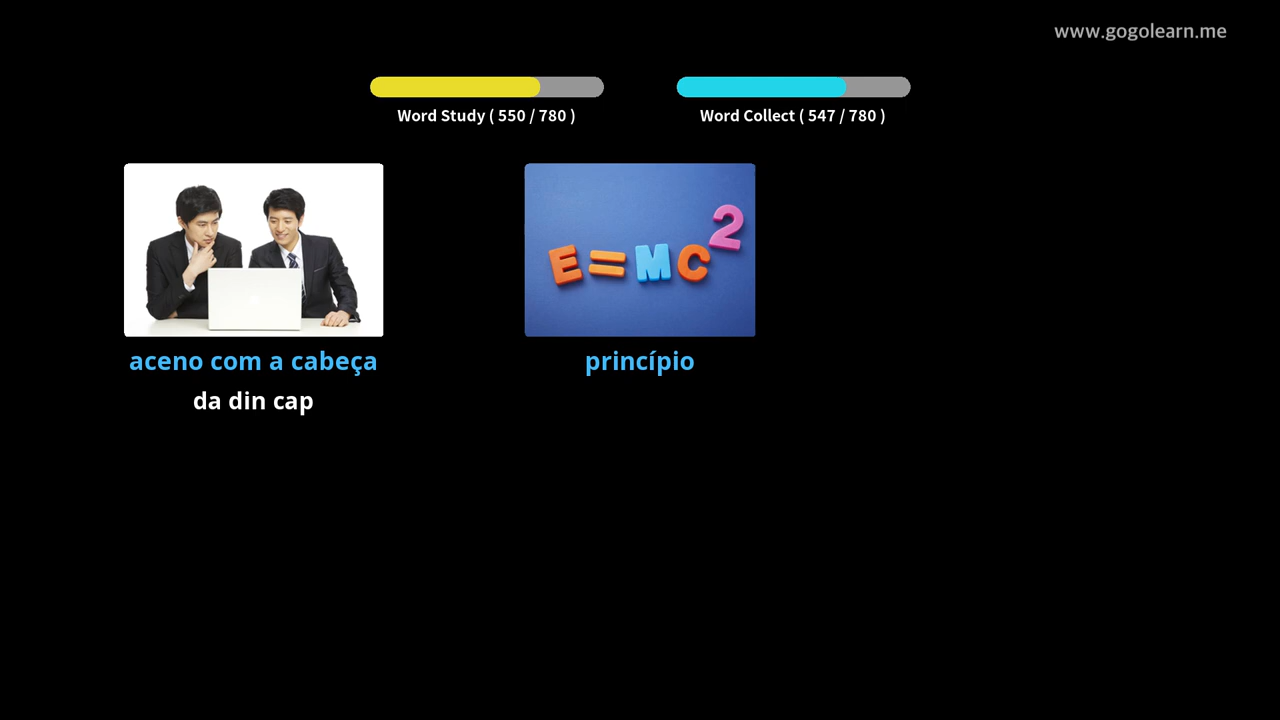 www.gogolearn.me
Word Study ( 550 / 780 )
Word Collect ( 547 / 780 )
E=MC2
aceno com a cabeça
princípio
da din cap